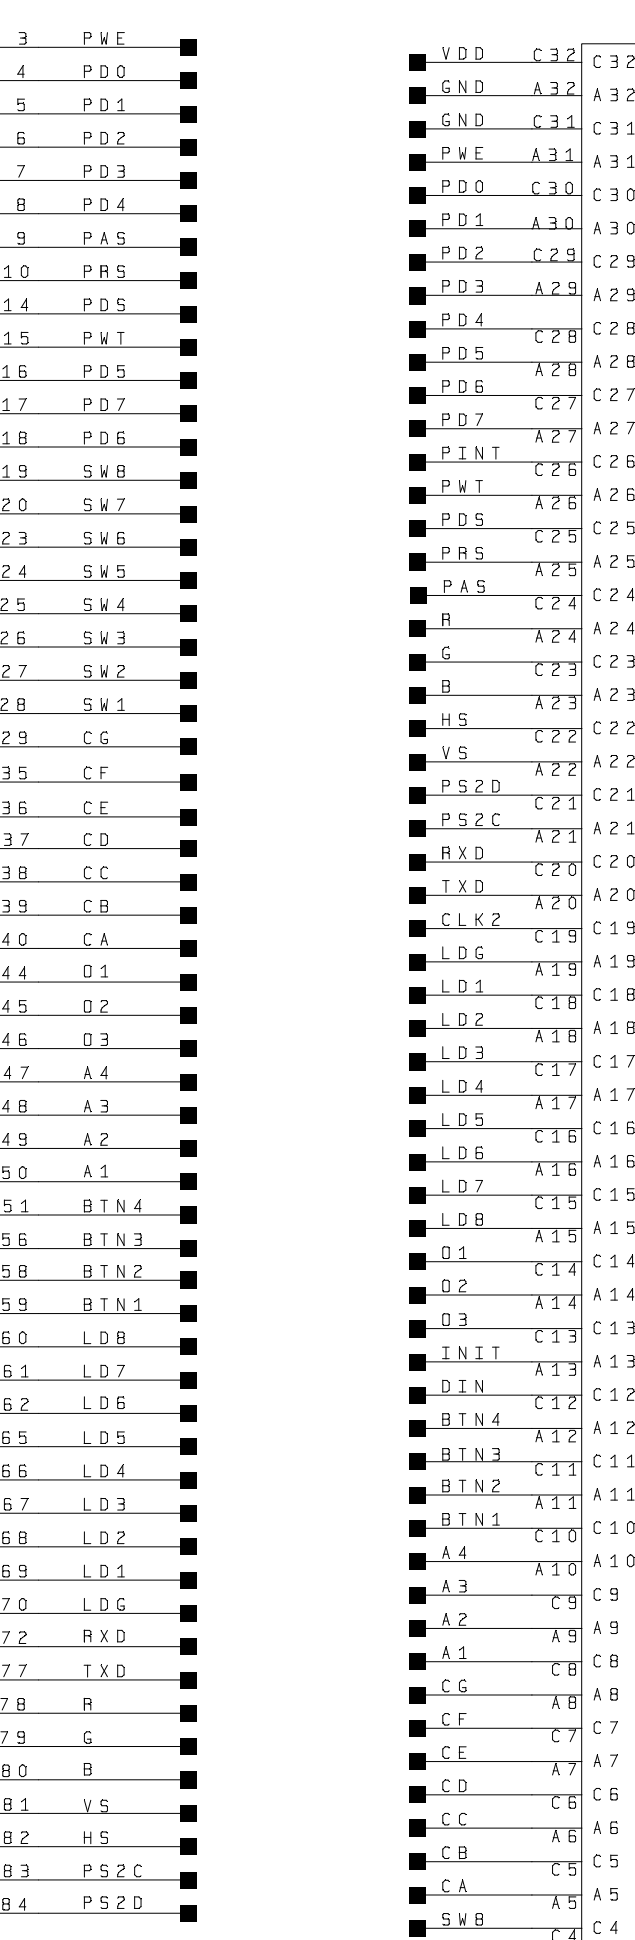 3 PWE
4 PD0
5 PD1
6 PD2
7 PD3
8 PD4
9 PAS
10 PRS
14 PDS
15 PWT
16 PD5
17 PD7
18 PD6
19 SW8
20 SW7
23 SW6
24 SW5
25 SW4
26 SW3
27 SW2
28 SW1
29 CG
35 CF
36 CE
37 CD
38 CC
39 CB
40 CA
44 O1
45 O2
46 O3
47 A4
48 A3
49 A2
50 A1
51 BTN4
56 BTN3
58 BTN2
59 BTN1
60 LD8
61 LD7
62 LD6
65 LD5
66 LD4
67 LD3
68 LD2
69 LD1
70 LDG
72 RXD
77 TXD
78 R
79 G
80 B
81 VS
82 HS
83 PS2C
84 PS2D
VDD C32 C32
GND A32 A32
GND C31 C31
PWE A31 A31
PD0 C30 C30
PD1 A30 A30
PD2 C29 C29
PD3 A29 A29
PD4 C28 C28
PD5 A28 A28
PD6 C27 C27
PD7 A27 A27
PINT C26 C26
PWT A26 A26
PDS C25 C25
PRS A25 A25
PAS C24 C24
R A24 A24
G C23 C23
B A23 A23
HS C22 C22
VS A22 A22
PS2D C21 C21
PS2C A21 A21
RXD C20 C20
TXD A20 A20
CLK2 C19 C19
LDG A19 A19
LD1 C18 C18
LD2 A18 A18
LD3 C17 C17
LD4 A17 A17
LD5 C16 C16
LD6 A16 A16
LD7 C15 C15
LD8 A15 A15
O1 C14 C14
O2 A14 A14
O3 C13 C13
INIT A13 A13
DIN C12 C12
BTN4 A12 A12
BTN3 C11 C11
BTN2 A11 A11
BTN1 C10 C10
A4 A10 A10
A3 C9 C9
A2 A9 A9
A1 C8 C8
CG A8 A8
CF C7 C7
CE A7 A7
CD C6 C6
CC A6 A6
CB C5 C5
CA A5 A5
SW8 C4 C4